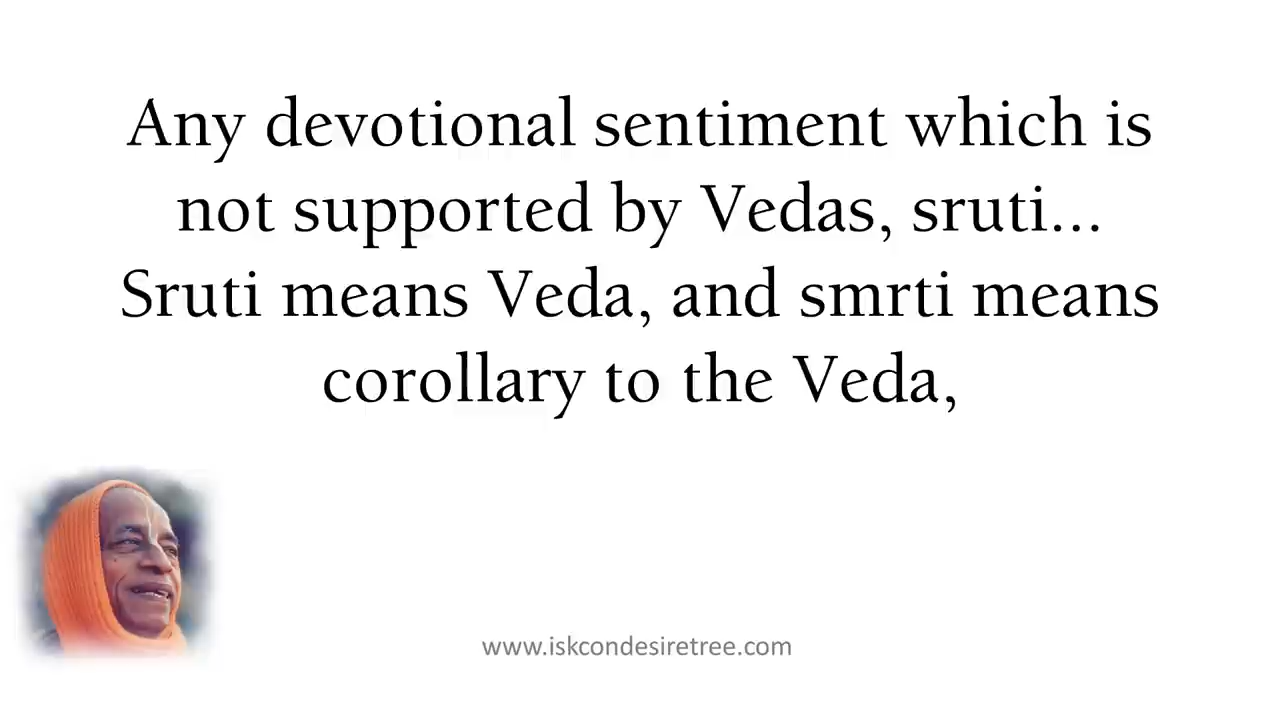 Any devotional sentiment which is
not supported by Vedas, sruti...
Sruti means Veda, and smrti means
corollary to the Veda,
www.iskcondesiretree.com